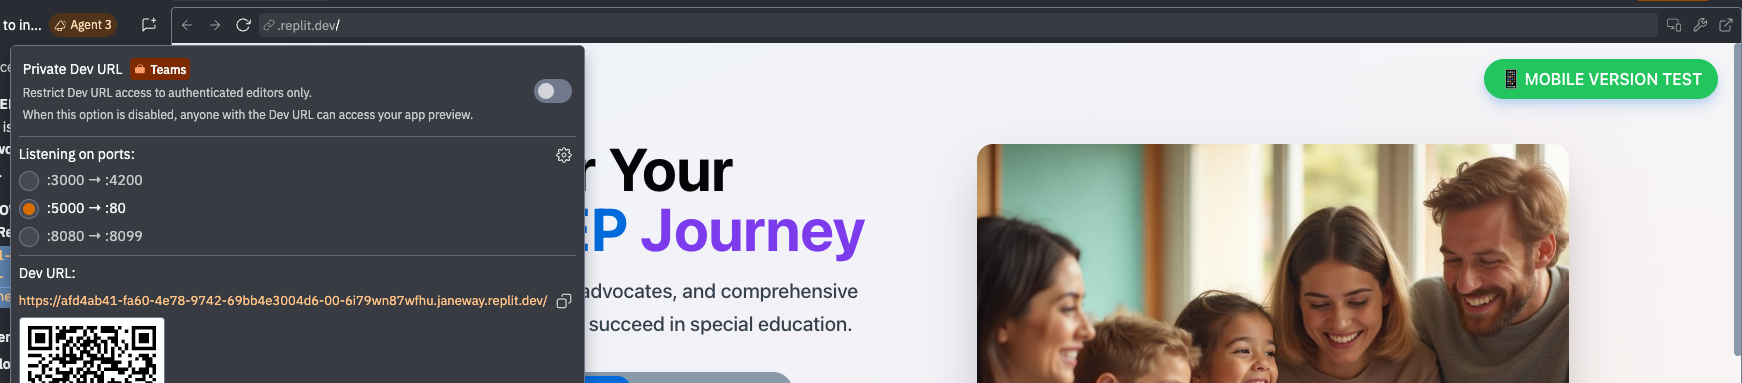 to in...
Agent 3
.replit.dev/
Private Dev URL Teams
Restrict Dev URL access to authenticated editors only.
When this option is disabled, anyone with the Dev URL can access your app preview.
Listening on ports:
:3000 → :4200
:5000 → :80
:8080 → :8099
Dev URL:
https://afd4ab41-fa60-4e78-9742-69bb4e3004d6-00-6i79wn87wfhu.janeway.replit.dev/
📱 MOBILE VERSION TEST
r Your
EP Journey
advocates, and comprehensive
succeed in special education.